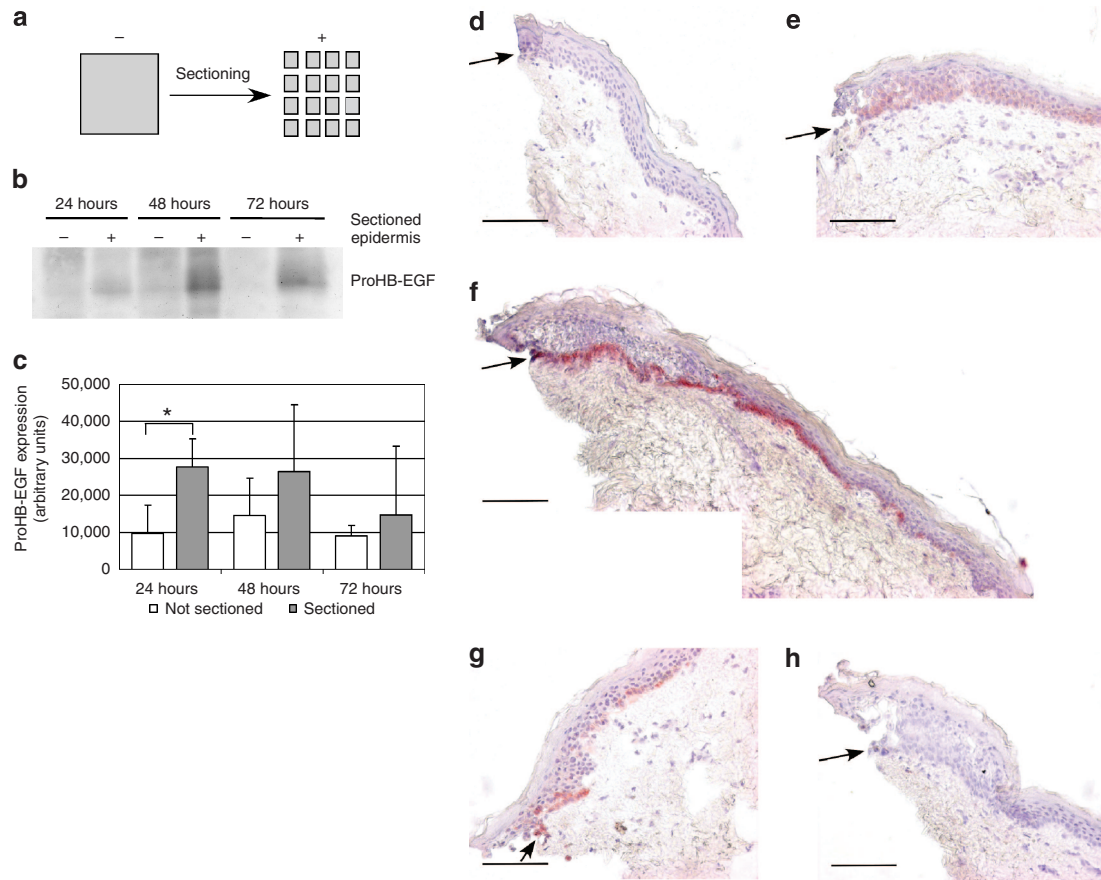 a
–
+
Sectioning
b
24 hours 48 hours 72 hours
Sectioned
epidermis
– + – + – +
ProHB-EGF
c
ProHB-EGF expression
(arbitrary units)
50,000
40,000
30,000
20,000
10,000
0
*
24 hours 48 hours 72 hours
Not sectioned Sectioned
d
e
f
g
h